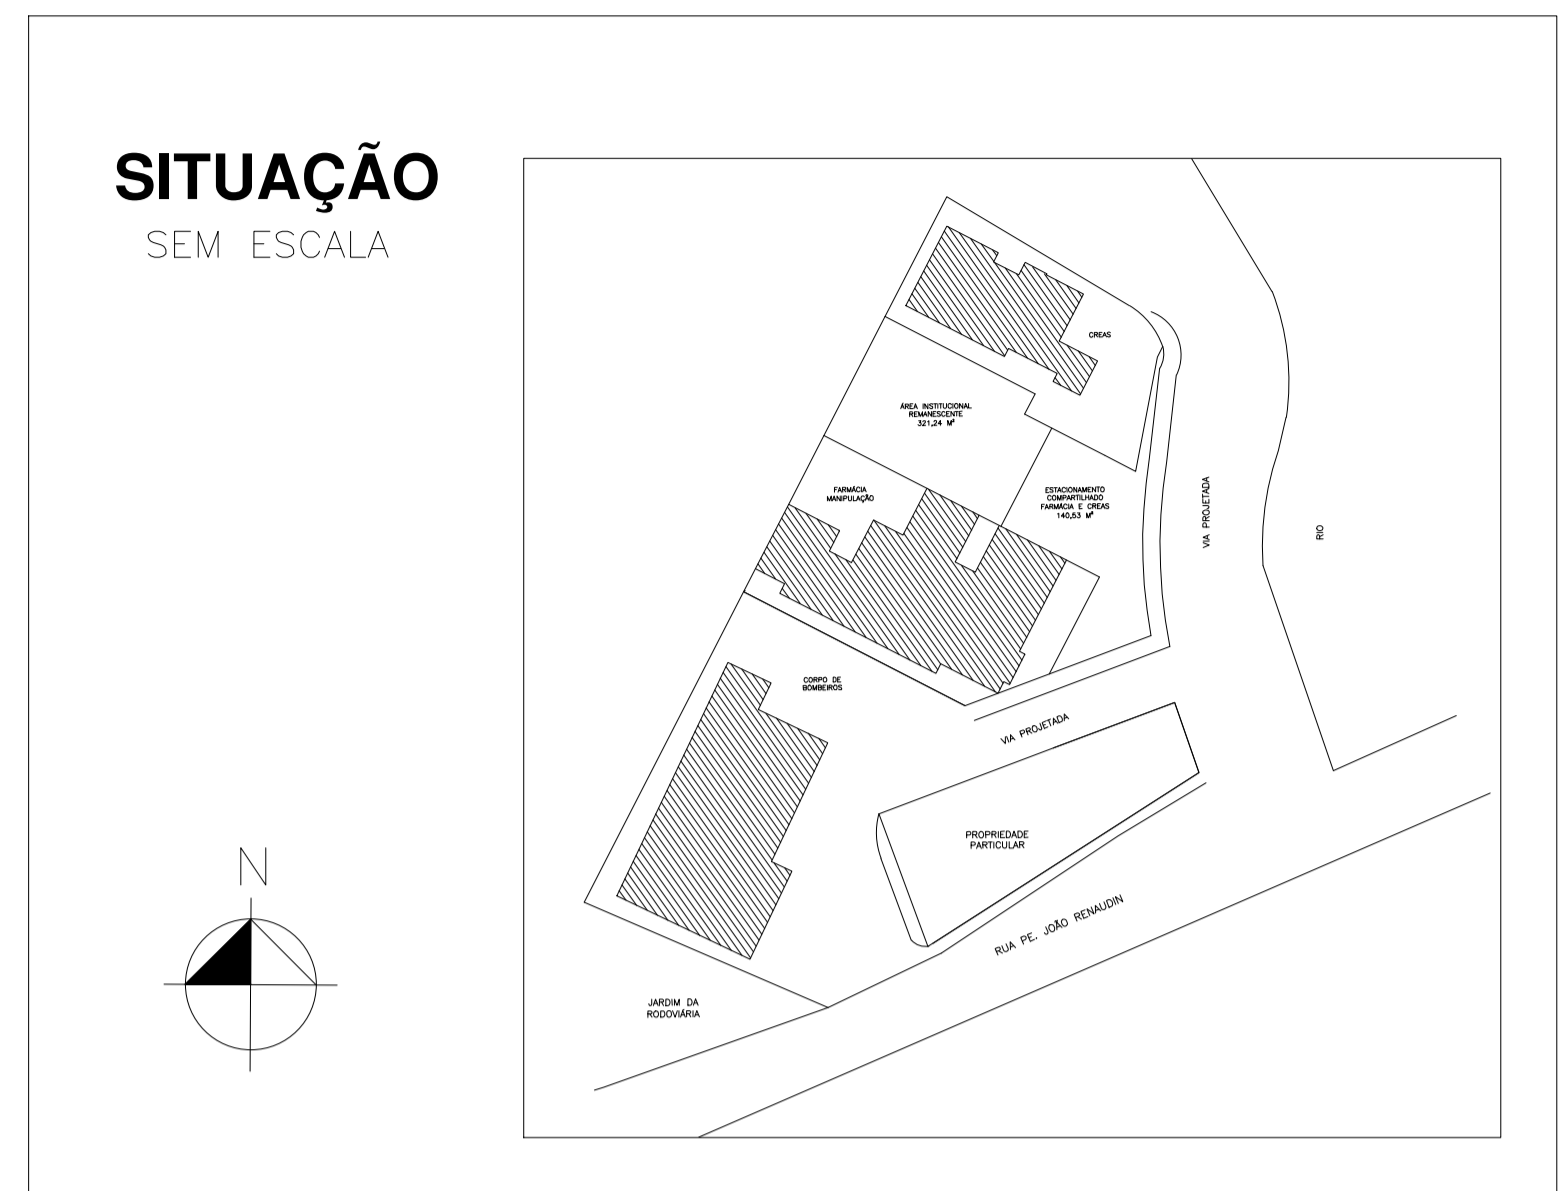 SITUAÇÃO
SEM ESCALA
CREAS
ÁREA INSTITUCIONAL
REMANESCENTE
321,24 M²
FARMÁCIA
MANIPULAÇÃO
ESTACIONAMENTO
COMPARTILHADO
FARMÁCIA E CREAS
140,53 M²
VIA PROJETADA
RIO
CORPO DE
BOMBEIROS
VIA PROJETADA
PROPRIEDADE
PARTICULAR
RUA PE. JOÃO RENAUDIN
JARDIM DA
RODOVIÁRIA
N